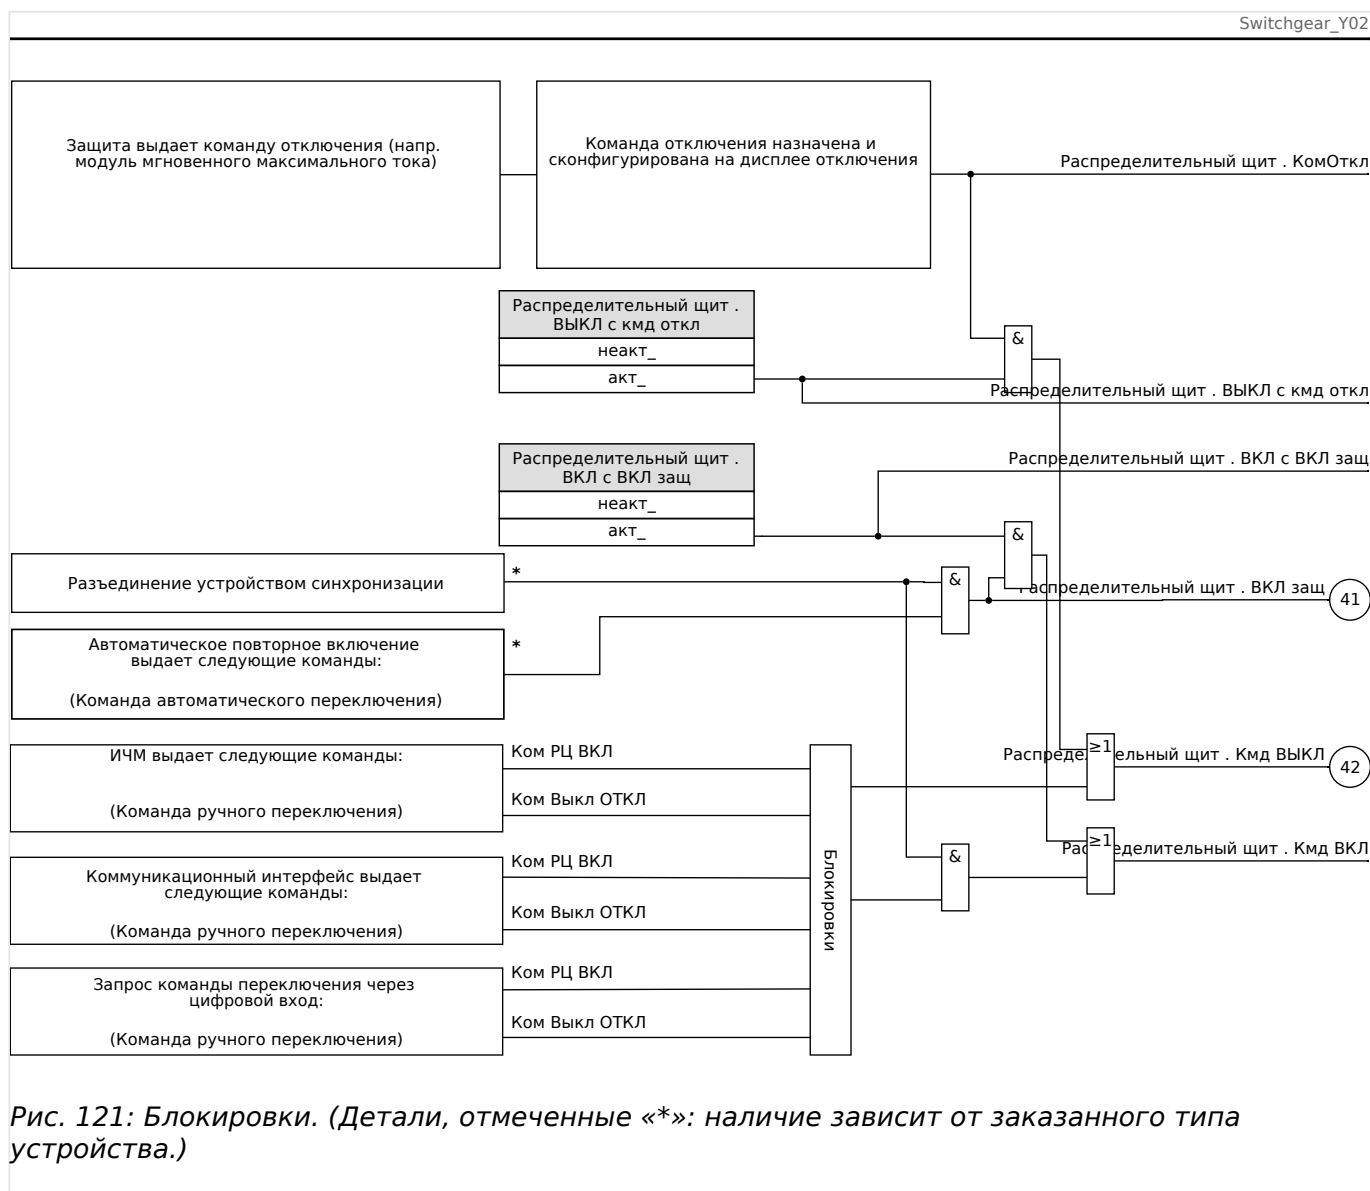 Switchgear_Y02
Защита выдает команду отключения (напр.
модуль мгновенного максимального тока)
Команда отключения назначена и
сконфигурирована на дисплее отключения
Распределительный щит . КомОткл
Распределительный щит .
ВЫКЛ с кмд откл
неакт_
акт_
&
Распределительный щит . ВЫКЛ с кмд откл
Распределительный щит .
ВКЛ с ВКЛ защ
неакт_
акт_
Распределительный щит . ВКЛ с ВКЛ защ
&
Разъединение устройством синхронизации
*
&
Распределительный щит . ВКЛ защ
41
Автоматическое повторное включение
выдает следующие команды:
(Команда автоматического переключения)
*
ИЧМ выдает следующие команды:
(Команда ручного переключения)
Ком РЦ ВКЛ
Ком Выкл ОТКЛ
≥1
Распределительный щит . Кмд ВЫКЛ
42
Коммуникационный интерфейс выдает
следующие команды:
(Команда ручного переключения)
Ком РЦ ВКЛ
Ком Выкл ОТКЛ
Блокировки
&
≥1
Распределительный щит . Кмд ВКЛ
Запрос команды переключения через
цифровой вход:
(Команда ручного переключения)
Ком РЦ ВКЛ
Ком Выкл ОТКЛ
Рис. 121: Блокировки. (Детали, отмеченные «*»: наличие зависит от заказанного типа
устройства.)